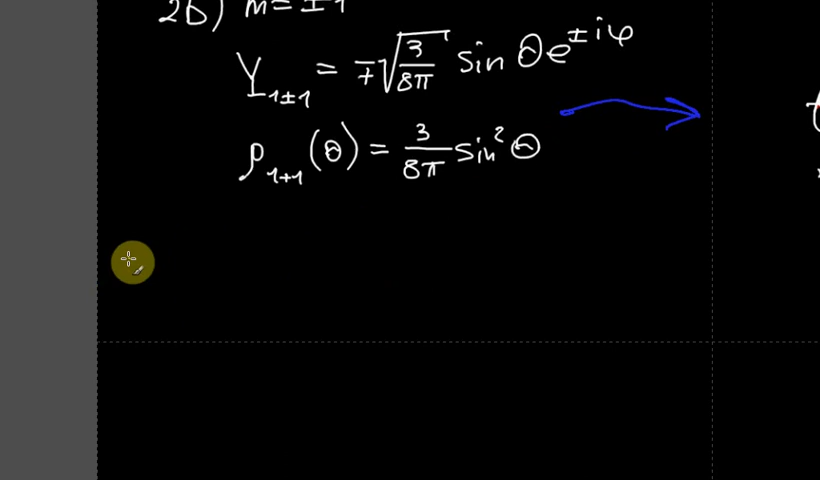 2b) m = ±1
Y₁±₁ = ∓√(3/8π) sin θ e^{±iφ}
ρ₁±₁(θ) = 3/8π sin² θ